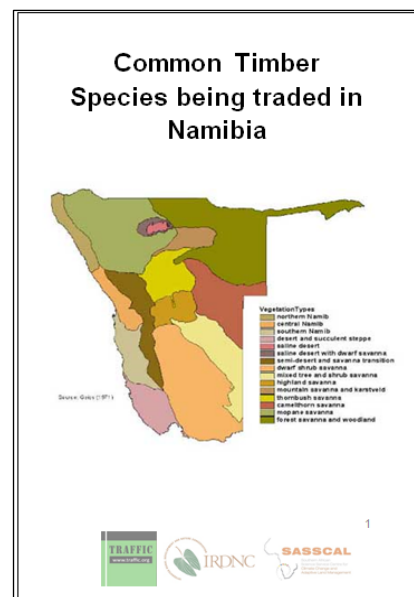 Common Timber
Species being traded in
Namibia
VegetationTypes
northern Namib
central Namib
southern Namib
desert and succulent steppe
saline desert
saline desert with dwarf savanna
semi-desert and savanna transition
dwarf shrub savanna
mixed tree and shrub savanna
highland savanna
mountain savanna and karstveld
thornbush savanna
camelthorn savanna
mopane savanna
forest savanna and woodland
1
TRAFFIC
www.traffic.org
IRDNC
SASSCAL